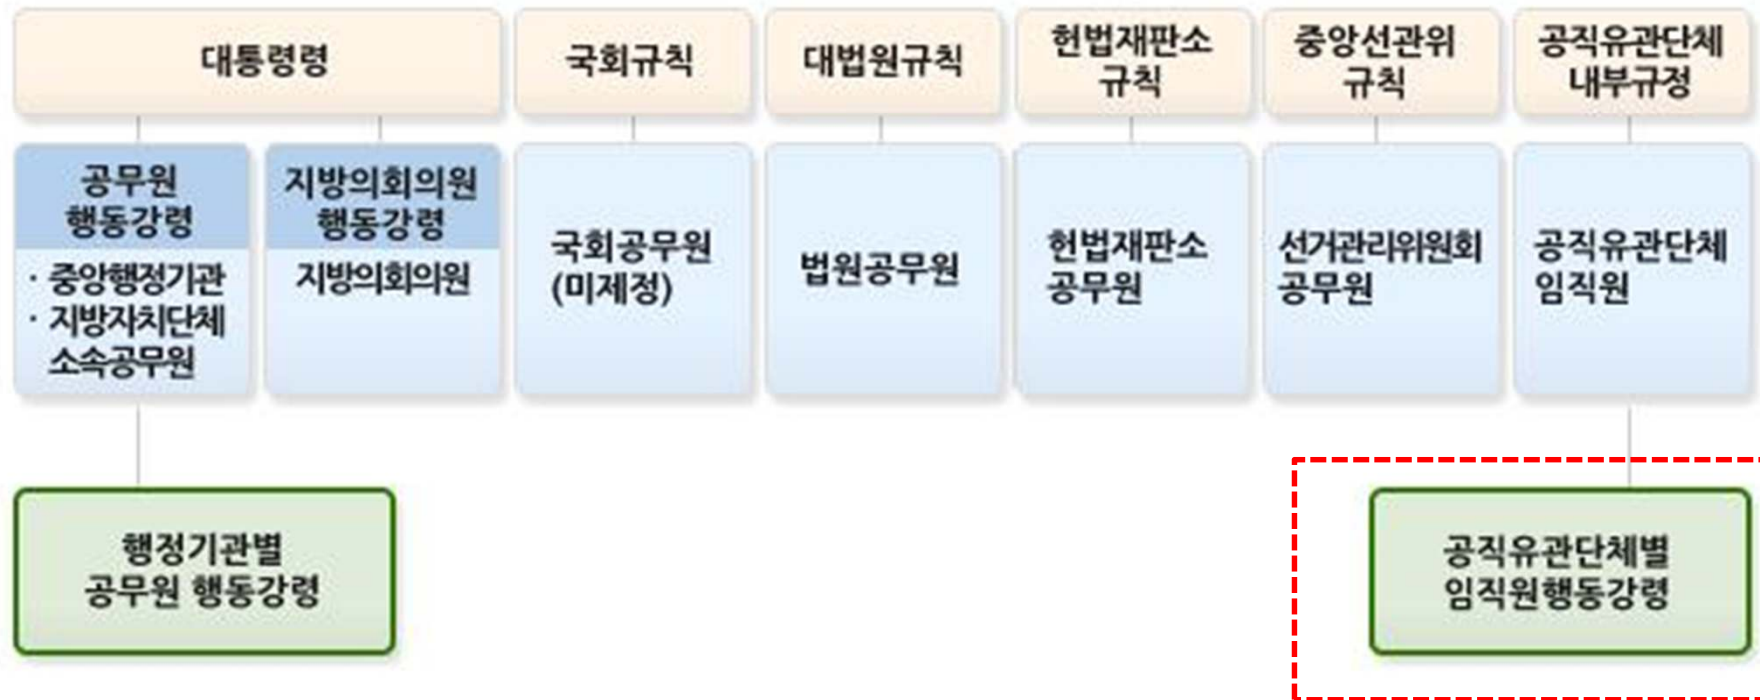 대통령령
국회규칙
대법원규칙
헌법재판소
규칙
중앙선관위
규칙
공직유관단체
내부규정
공무원
행동강령
· 중앙행정기관
· 지방자치단체
소속공무원
지방의회의원
행동강령
지방의회의원
국회공무원
(미제정)
법원공무원
헌법재판소
공무원
선거관리위원회
공무원
공직유관단체
임직원
행정기관별
공무원 행동강령
공직유관단체별
임직원행동강령